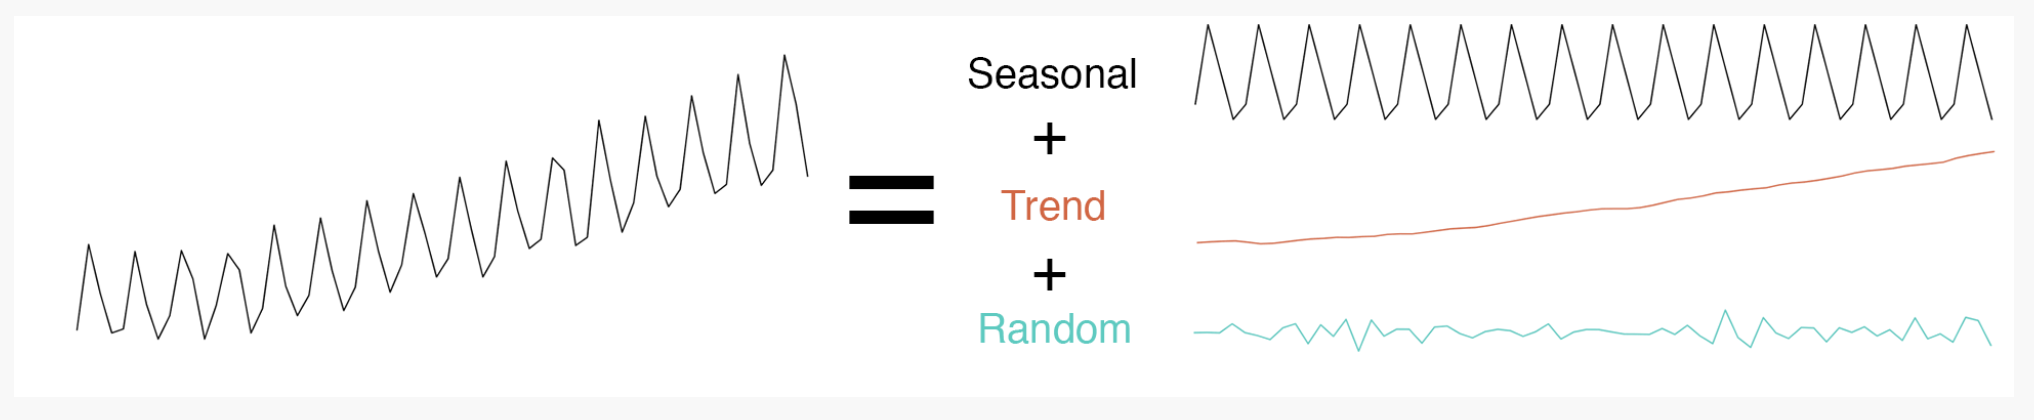 Seasonal
+
Trend
+
Random